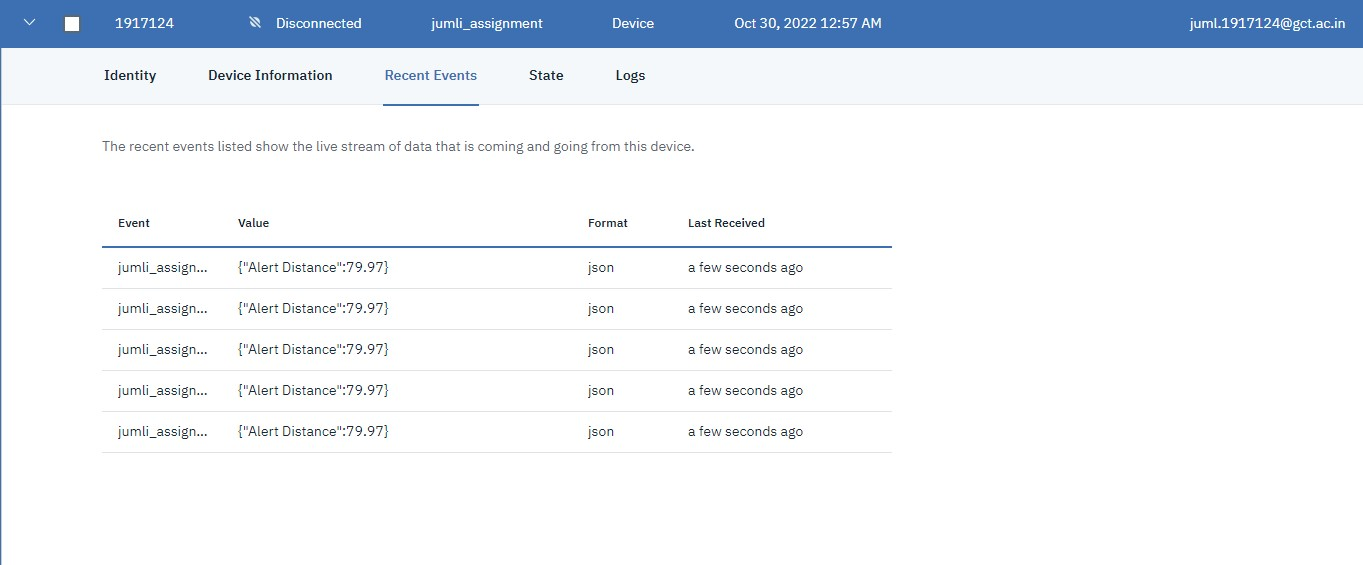 1917124 Disconnected jumli_assignment Device Oct 30, 2022 12:57 AM juml.1917124@gct.ac.in
Identity Device Information Recent Events State Logs
The recent events listed show the live stream of data that is coming and going from this device.
Event Value Format Last Received
jumli_assign... {"Alert Distance":79.97} json a few seconds ago
jumli_assign... {"Alert Distance":79.97} json a few seconds ago
jumli_assign... {"Alert Distance":79.97} json a few seconds ago
jumli_assign... {"Alert Distance":79.97} json a few seconds ago
jumli_assign... {"Alert Distance":79.97} json a few seconds ago